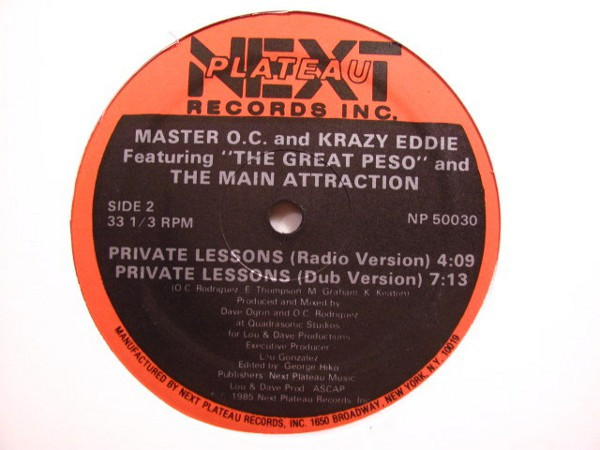 NEXT
PLATEAU
RECORDS INC.
MASTER O.C. and KRAZY EDDIE
Featuring "THE GREAT PESO" and
THE MAIN ATTRACTION
SIDE 2
33 1/3 RPM
NP 50030
PRIVATE LESSONS (Radio Version) 4:09
PRIVATE LESSONS (Dub Version) 7:13
(O.C. Rodriguez E. Thompson M. Graham K. Keaton)
Produced and Mixed by
Dave Ogrin and O.C. Rodriguez
at Quadrasonic Studios
for Lou & Dave Productions
Executive Producer
Lou Gonzalez
Edited by George Hiko
Publishers: Next Plateau Music
Lou & Dave Prod. ASCAP
1985 Next Plateau Records Inc.
MANUFACTURED BY NEXT PLATEAU RECORDS, INC. 1650 BROADWAY, NEW YORK, N.Y. 10019